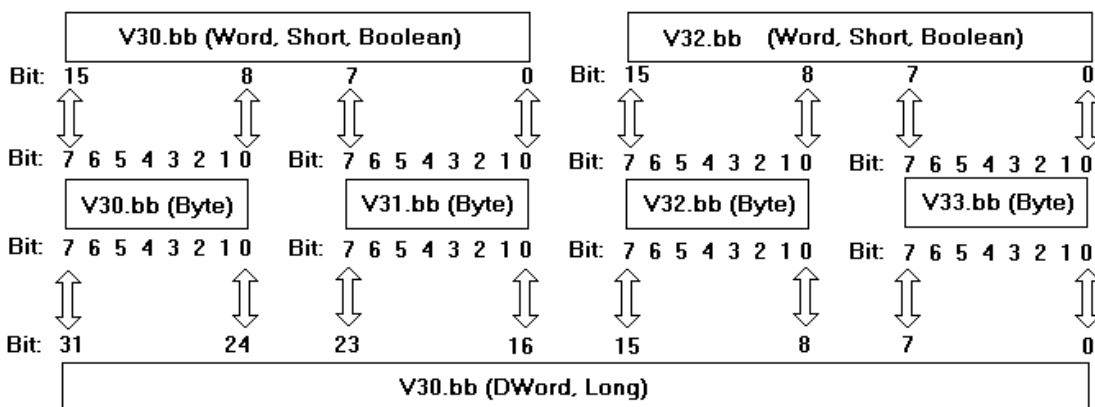 V30.bb (Word, Short, Boolean) V32.bb (Word, Short, Boolean)
Bit: 15 8 7 0 15 8 7 0
Bit: 7 6 5 4 3 2 1 0 Bit: 7 6 5 4 3 2 1 0 Bit: 7 6 5 4 3 2 1 0 Bit: 7 6 5 4 3 2 1 0
V30.bb (Byte) V31.bb (Byte) V32.bb (Byte) V33.bb (Byte)
Bit: 7 6 5 4 3 2 1 0 Bit: 7 6 5 4 3 2 1 0 Bit: 7 6 5 4 3 2 1 0 Bit: 7 6 5 4 3 2 1 0
Bit: 31 24 23 16 15 8 7 0
V30.bb (DWord, Long)